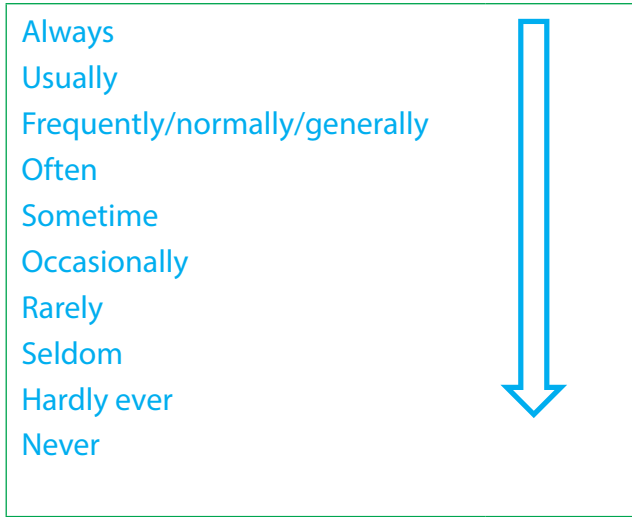 Always
Usually
Frequently/normally/generally
Often
Sometime
Occasionally
Rarely
Seldom
Hardly ever
Never